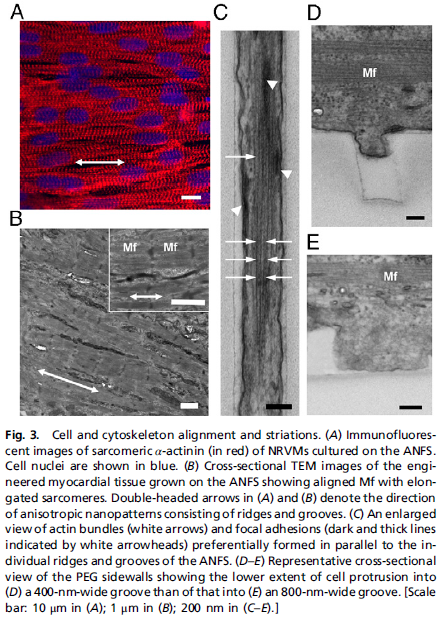 A
B
Mf
Mf
C
D
Mf
E
Mf
Fig. 3. Cell and cytoskeleton alignment and striations. (A) Immunofluores-
cent images of sarcomeric α-actinin (in red) of NRVMs cultured on the ANFS.
Cell nuclei are shown in blue. (B) Cross-sectional TEM images of the engi-
neered myocardial tissue grown on the ANFS showing aligned Mf with elon-
gated sarcomeres. Double-headed arrows in (A) and (B) denote the direction
of anisotropic nanopatterns consisting of ridges and grooves. (C) An enlarged
view of actin bundles (white arrows) and focal adhesions (dark and thick lines
indicated by white arrowheads) preferentially formed in parallel to the in-
dividual ridges and grooves of the ANFS. (D–E) Representative cross-sectional
view of the PEG sidewalls showing the lower extent of cell protrusion into
(D) a 400-nm-wide groove than of that into (E) an 800-nm-wide groove. [Scale
bar: 10 μm in (A); 1 μm in (B); 200 nm in (C–E).]